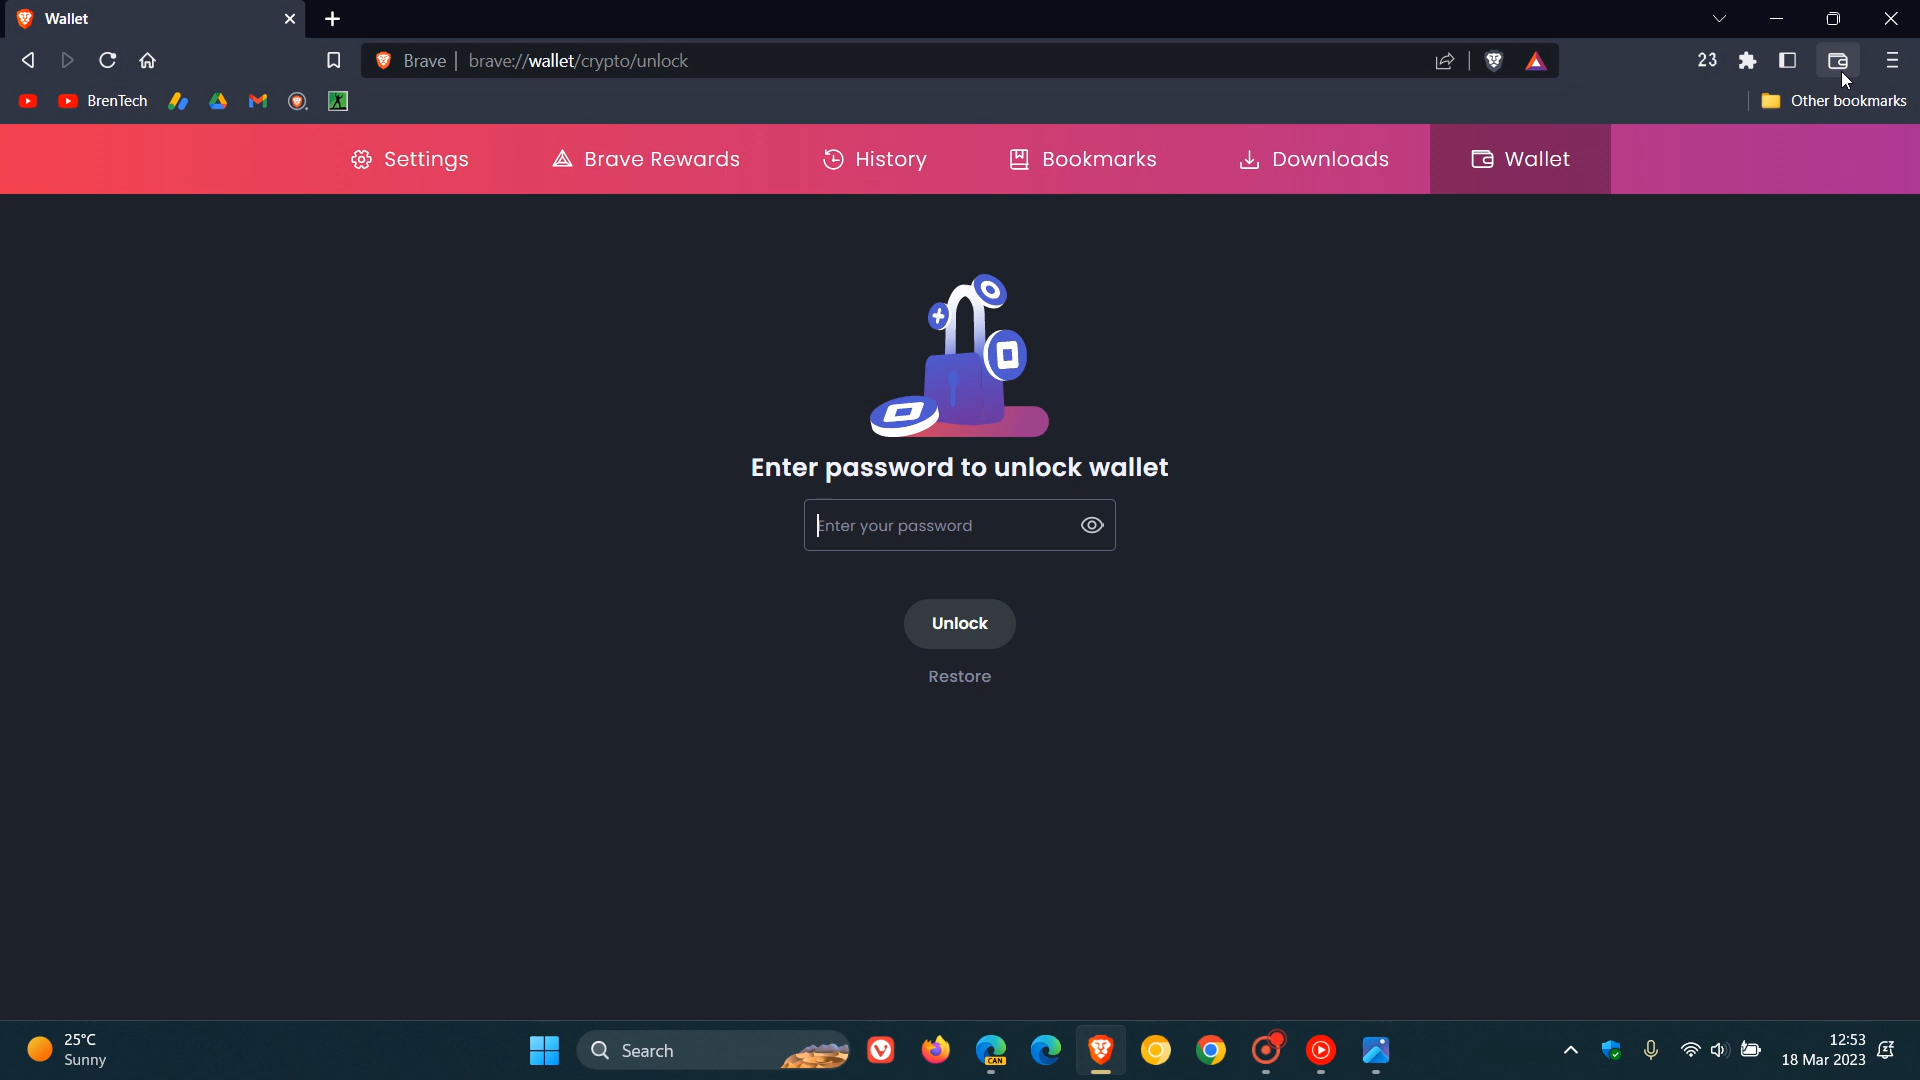 Wallet
Brave | brave://wallet/crypto/unlock
23
BrenTech
Other bookmarks
Settings
Brave Rewards
History
Bookmarks
Downloads
Wallet
Enter password to unlock wallet
Enter your password
Unlock
Restore
25°C
Sunny
Search
CAN
12:53
18 Mar 2023